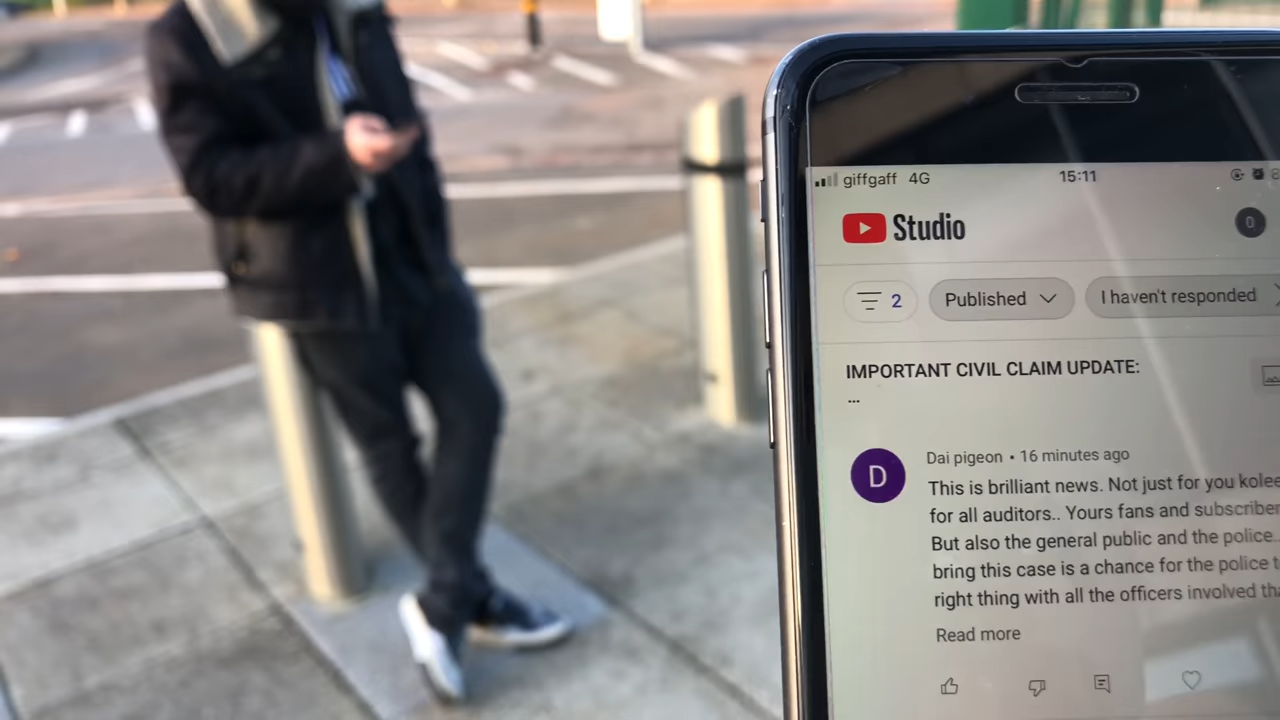 giffgaff 4G 15:11
Studio
0
2 Published I haven't responded
IMPORTANT CIVIL CLAIM UPDATE:
...
D
Dai pigeon • 16 minutes ago
This is brilliant news. Not just for you kolee
for all auditors.. Yours fans and subscriber
But also the general public and the police..
bring this case is a chance for the police t
right thing with all the officers involved tha
Read more